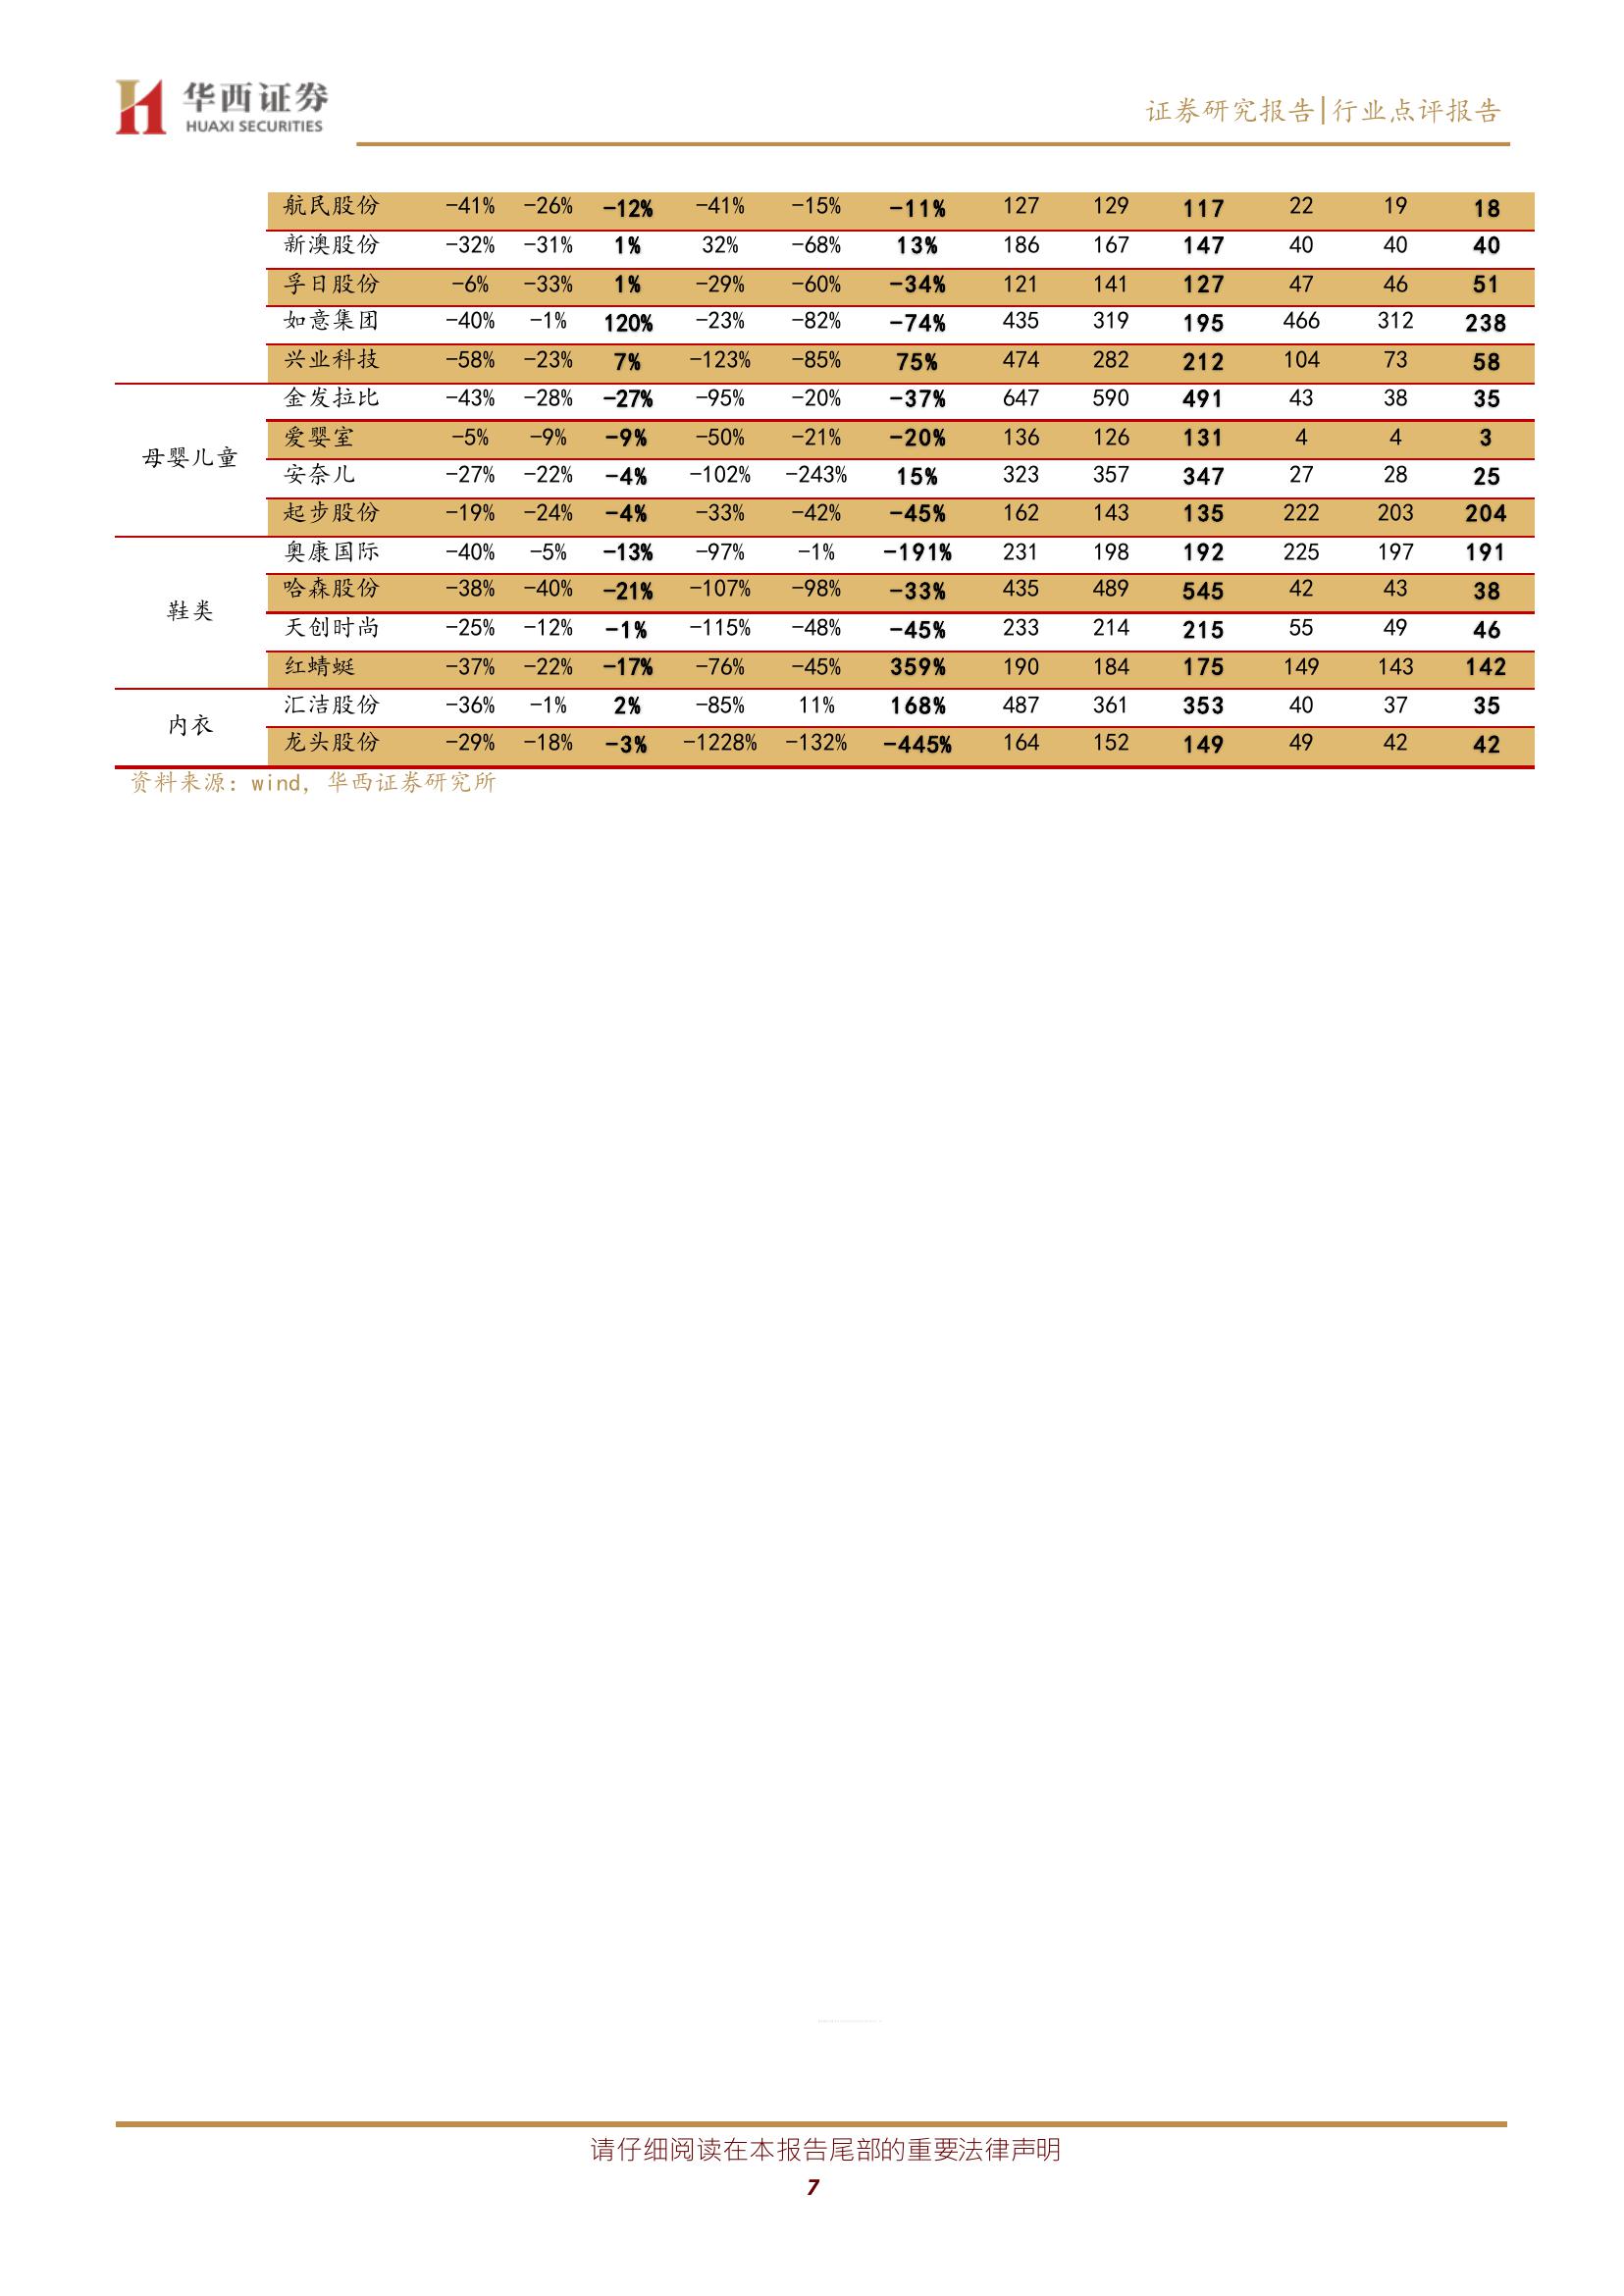 华西证券
HUAXI SECURITIES
证券研究报告|行业点评报告
航民股份 -41% -26% -12% -41% -15% -11% 127 129 117 22 19 18
新澳股份 -32% -31% 1% 32% -68% 13% 186 167 147 40 40 40
孚日股份 -6% -33% 1% -29% -60% -34% 121 141 127 47 46 51
如意集团 -40% -1% 120% -23% -82% -74% 435 319 195 466 312 238
兴业科技 -58% -23% 7% -123% -85% 75% 474 282 212 104 73 58
母婴儿童
金发拉比 -43% -28% -27% -95% -20% -37% 647 590 491 43 38 35
爱婴室 -5% -9% -9% -50% -21% -20% 136 126 131 4 4 3
安奈儿 -27% -22% -4% -102% -243% 15% 323 357 347 27 28 25
起步股份 -19% -24% -4% -33% -42% -45% 162 143 135 222 203 204
鞋类
奥康国际 -40% -5% -13% -97% -1% -191% 231 198 192 225 197 191
哈森股份 -38% -40% -21% -107% -98% -33% 435 489 545 42 43 38
天创时尚 -25% -12% -1% -115% -48% -45% 233 214 215 55 49 46
红蜻蜓 -37% -22% -17% -76% -45% 359% 190 184 175 149 143 142
内衣
汇洁股份 -36% -1% 2% -85% 11% 168% 487 361 353 40 37 35
龙头股份 -29% -18% -3% -1228% -132% -445% 164 152 149 49 42 42
资料来源：wind，华西证券研究所
请仔细阅读在本报告尾部的重要法律声明
7